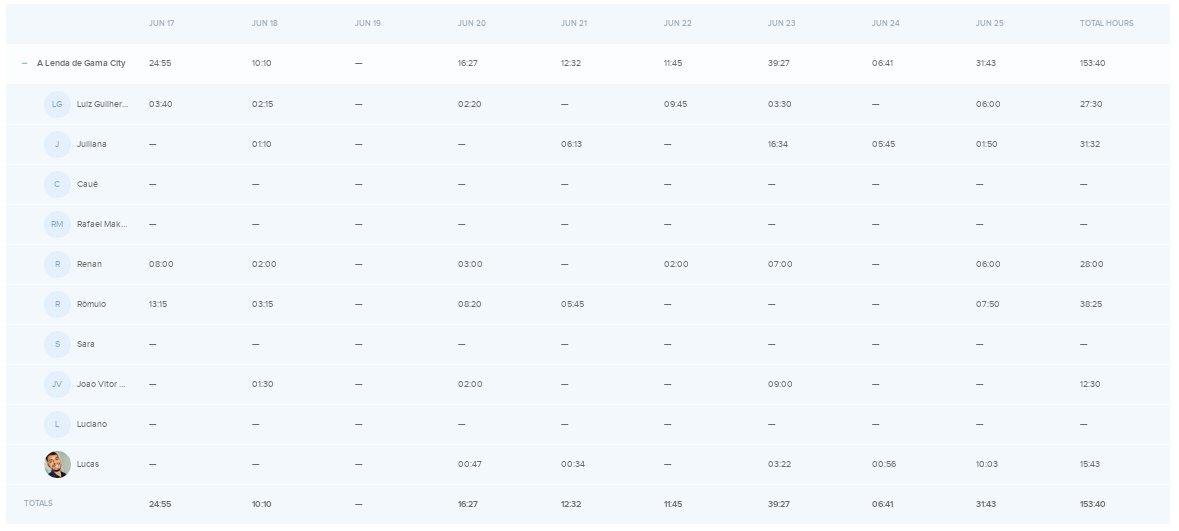 JUN 17 JUN 18 JUN 19 JUN 20 JUN 21 JUN 22 JUN 23 JUN 24 JUN 25 TOTAL HOURS
– A Lenda de Gama City 24:55 10:10 — 16:27 12:32 11:45 39:27 06:41 31:43 153:40
LG Luiz Guilher... 03:40 02:15 — 02:20 — 09:45 03:30 — 06:00 27:30
J Juliana — 01:10 — — 06:13 — 16:34 05:45 01:50 31:32
C Cauê — — — — — — — — — —
RM Rafael Mak... — — — — — — — — — —
R Renan 08:00 02:00 — 03:00 — 02:00 07:00 — 06:00 28:00
R Rômulo 13:15 03:15 — 08:20 05:45 — — — 07:50 38:25
S Sara — — — — — — — — — —
JV Joao Vitor ... — 01:30 — 02:00 — — 09:00 — — 12:30
L Luciano — — — — — — — — — —
Lucas — — — 00:47 00:34 — 03:22 00:56 10:03 15:43
TOTALS 24:55 10:10 — 16:27 12:32 11:45 39:27 06:41 31:43 153:40